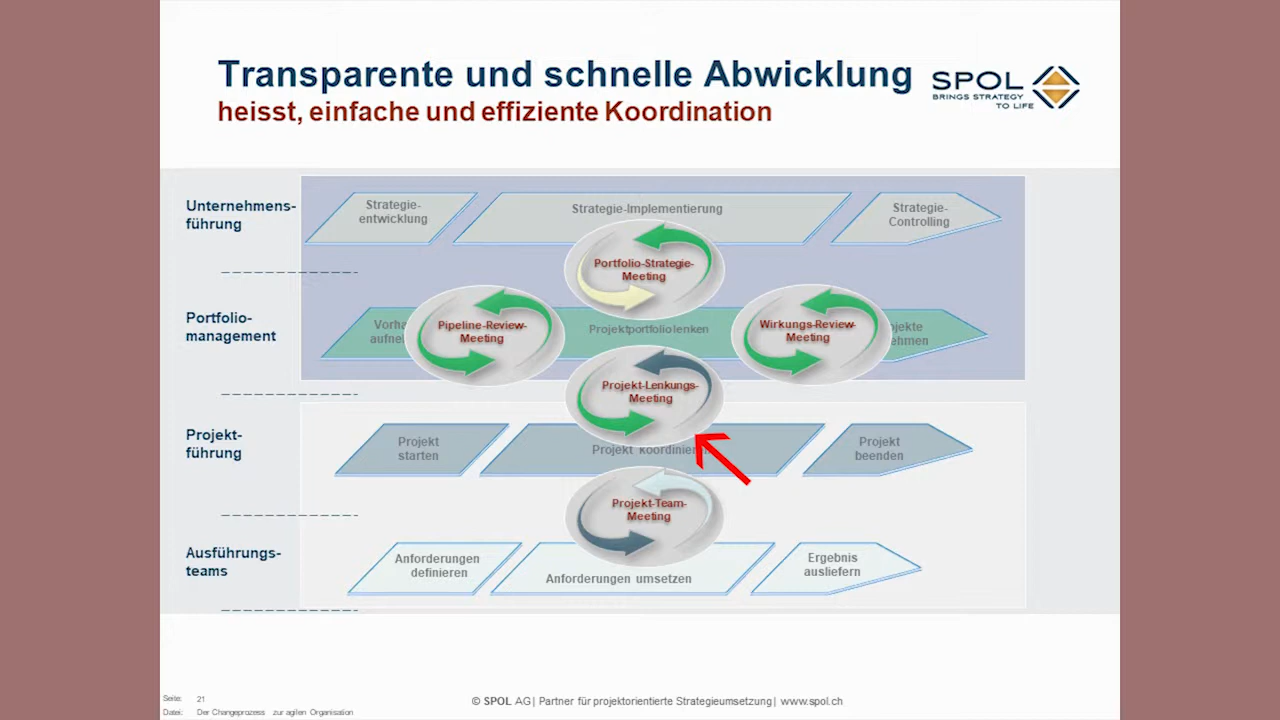 Transparente und schnelle Abwicklung
heisst, einfache und effiziente Koordination
SPOL
BRINGS STRATEGY
TO LIFE
Unternehmens-
führung
Strategie-
entwicklung
Strategie-Implementierung
Strategie-
Controlling
Portfolio-Strategie-
Meeting
Portfolio-
management
Pipeline-Review-
Meeting
Projektportfolio lenken
Wirkungs-Review-
Meeting
Projekt-Lenkungs-
Meeting
Projekt-
führung
Projekt
starten
Projekt koordinieren
Projekt
beenden
Projekt-Team-
Meeting
Ausführungs-
teams
Anforderungen
definieren
Anforderungen umsetzen
Ergebnis
ausliefern
Seite: 21
Datei: Der Changeprozess zur agilen Organisation
© SPOL AG | Partner für projektorientierte Strategieumsetzung | www.spol.ch